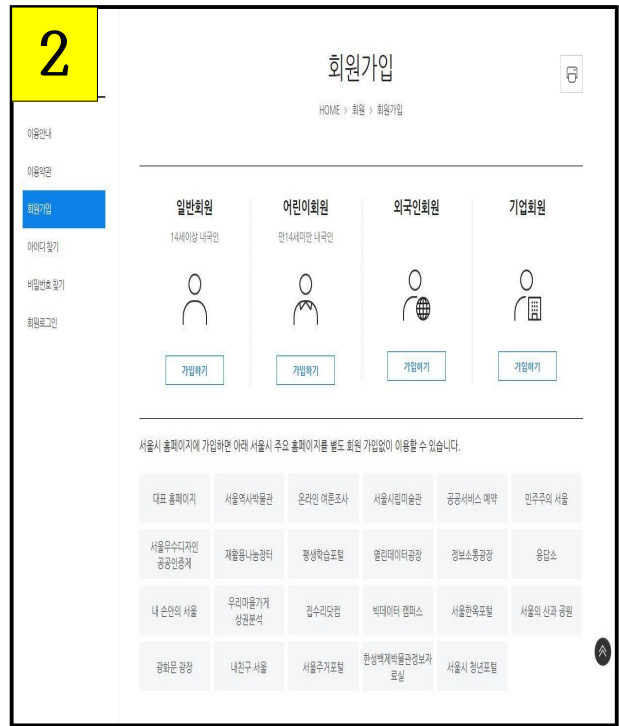 2
회원가입
HOME > 회원 > 회원가입
이용안내
이용약관
회원가입
아이디 찾기
비밀번호 찾기
회원로그인
일반회원
14세이상 내국인
가입하기
어린이회원
만14세미만 내국인
가입하기
외국인회원
가입하기
기업회원
가입하기
서울시 홈페이지에 가입하면 아래 서울시 주요 홈페이지를 별도 회원 가입없이 이용할 수 있습니다.
대표 홈페이지 서울역사박물관 온라인 여론조사 서울시립미술관 공공서비스 예약 민주주의 서울
서울우수디자인
공공인증제
재활용나눔장터 평생학습포털 열린데이터광장 정보소통광장 응답소
내 손안의 서울
우리마을가게
상권분석
집수리닷컴 빅데이터 캠퍼스 서울한옥포털 서울의 산과 공원
광화문 광장 내친구 서울 서울주거포털
한성백제박물관정보자
료실
서울시 청년포털